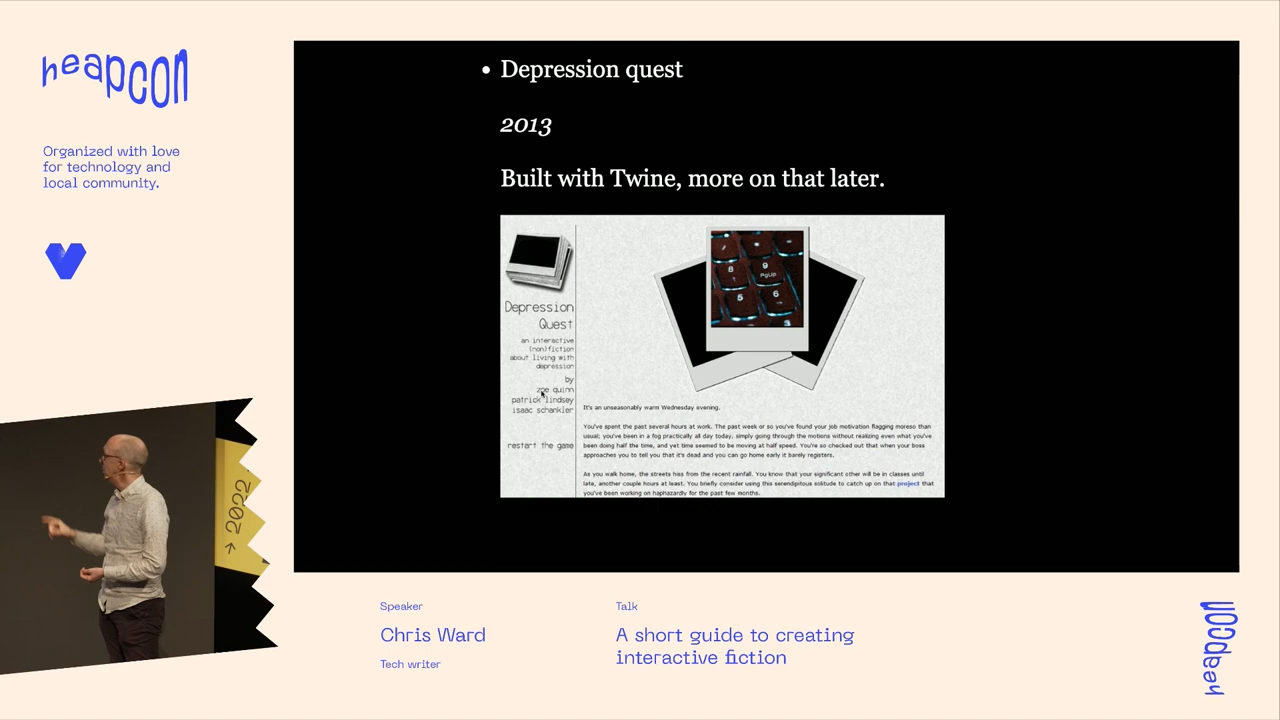 heapcon
Organized with love
for technology and
local community.
• Depression quest
2013
Built with Twine, more on that later.
Depression
Quest
an interactive
(non)fiction
about living with
depression
by
zoe quinn
patrick lindsey
isaac schankler
restart the game
8
9
PgUp
5
6
It's an unseasonably warm Wednesday evening.
You've spent the past several hours at work. The past week or so you've found your job motivation flagging moreso than
usual; you've been in a fog practically all day today, simply going through the motions without realizing even what you've
been doing half the time, and yet time seemed to be moving at half speed. You're so checked out that when your boss
approaches you to tell you that it's dead and you can go home early it barely registers.
As you walk home, the streets hiss from the recent rainfall. You know that your significant other will be in classes until
late, another couple hours at least. You briefly consider using this serendipitous solitude to catch up on that project that
you've been working on haphazardly for the past few months.
→ 2022
Speaker
Chris Ward
Tech writer
Talk
A short guide to creating
interactive fiction
heapcon